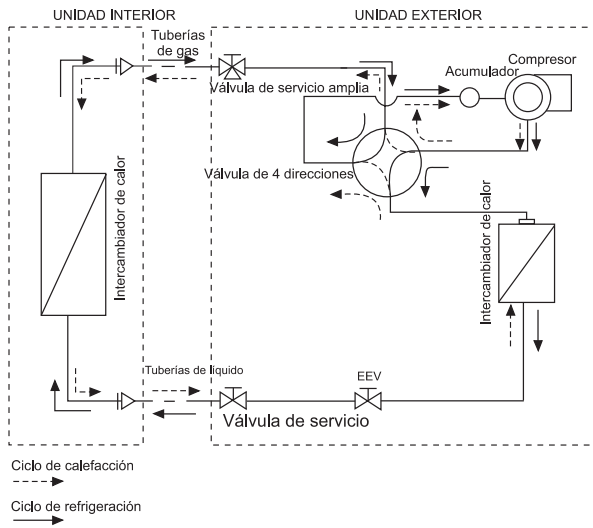 UNIDAD INTERIOR
UNIDAD EXTERIOR
Tuberías
de gas
Compresor
Acumulador
Válvula de servicio amplia
Válvula de 4 direcciones
Intercambiador de calor
Intercambiador de calor
Tuberías de líquido
EEV
Válvula de servicio
Ciclo de calefacción
Ciclo de refrigeración